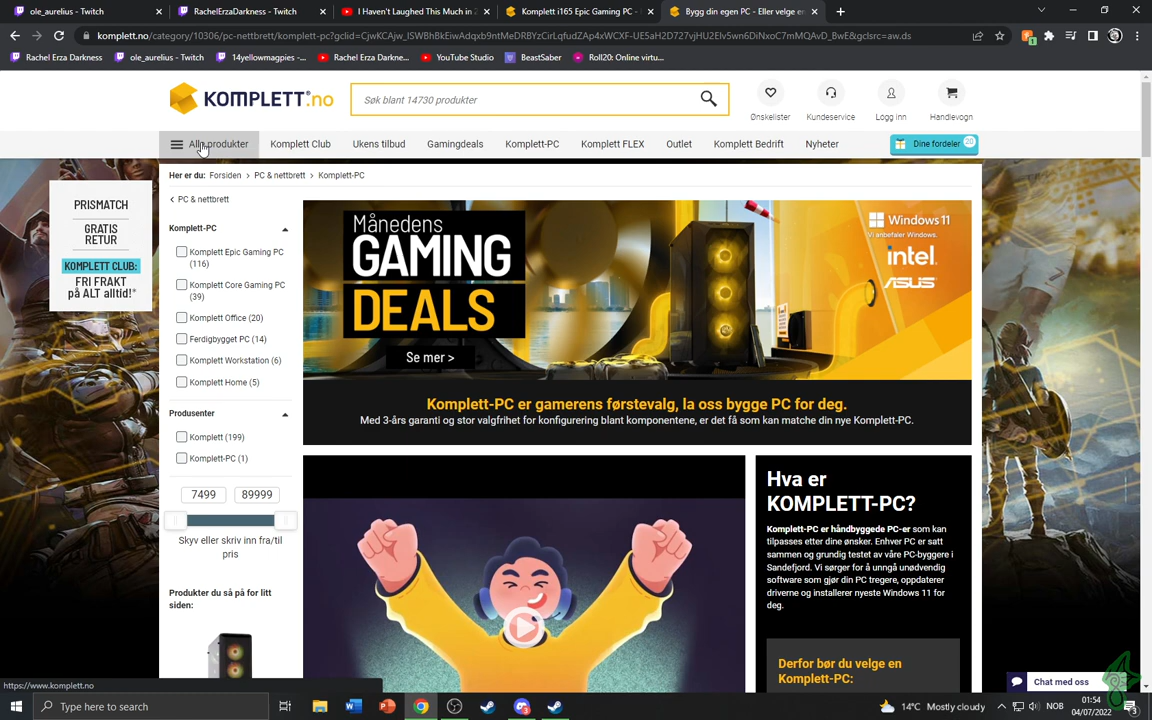 ole_aurelius - Twitch
RachelErzaDarkness - Twitch
I Haven't Laughed This Much in 2
Komplett i165 Epic Gaming PC -
Bygg din egen PC - Eller velge er
komplett.no/category/10306/pc-nettbrett/komplett-pc?gclid=
&gclsrc=aw.ds
Rachel Erza Darkness
ole_aurelius - Twitch
14yellowmagpies -...
Rachel Erza Darkne...
YouTube Studio
BeastSaber
Roll20: Online virtu...
KOMPLETT.no
Søk blant 14730 produkter
Ønskelister
Kundeservice
Logg inn
Handlevogn
Alle produkter
Komplett Club
Ukens tilbud
Gamingdeals
Komplett-PC
Komplett FLEX
Outlet
Komplett Bedrift
Nyheter
Dine fordeler
Her er du: Forsiden > PC & nettbrett > Komplett-PC
PRISMATCH
GRATIS
RETUR
KOMPLETT CLUB:
FRI FRAKT
på ALT alltid!*
< PC & nettbrett
Komplett-PC
Komplett Epic Gaming PC
(116)
Komplett Core Gaming PC
(39)
Komplett Office (20)
Ferdigbygget PC (14)
Komplett Workstation (6)
Komplett Home (5)
Produsenter
Komplett (199)
Komplett-PC (1)
7499
89999
Skyv eller skriv inn fra/til
pris
Produkter du så på for litt
siden:
Månedens
GAMING
DEALS
Se mer >
Windows 11
Vi anbefaler Windows.
intel.
ASUS
Komplett-PC er gamerens førstevalg, la oss bygge PC for deg.
Med 3-års garanti og stor valgfrihet for konfigurering blant komponentene, er det få som kan matche din nye Komplett-PC.
Hva er
KOMPLETT-PC?
Komplett-PC er håndbyggede PC-er som kan
tilpasses etter dine ønsker. Enhver PC er satt
sammen og grundig testet av våre PC-byggere i
Sandefjord. Vi sørger for å unngå unødvendig
software som gjør din PC tregere, oppdaterer
driverne og installerer nyeste Windows 11 for
deg.
Derfor bør du velge en
Komplett-PC:
https://www.komplett.no
Chat med oss
Type here to search
14°C Mostly cloudy
NOB
01:54
04/07/2022
3